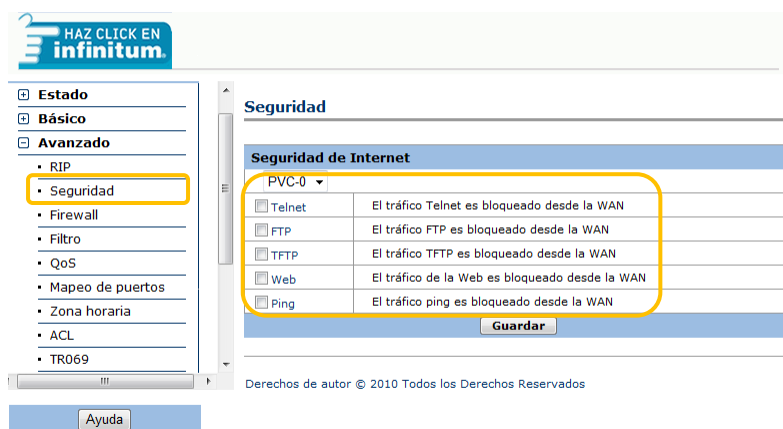 HAZ CLICK EN
infinitum.
Estado
Básico
Avanzado
RIP
Seguridad
Firewall
Filtro
QoS
Mapeo de puertos
Zona horaria
ACL
TR069
Ayuda
Seguridad
Seguridad de Internet
PVC-0
Telnet El tráfico Telnet es bloqueado desde la WAN
FTP El tráfico FTP es bloqueado desde la WAN
TFTP El tráfico TFTP es bloqueado desde la WAN
Web El tráfico de la Web es bloqueado desde la WAN
Ping El tráfico ping es bloqueado desde la WAN
Guardar
Derechos de autor © 2010 Todos los Derechos Reservados